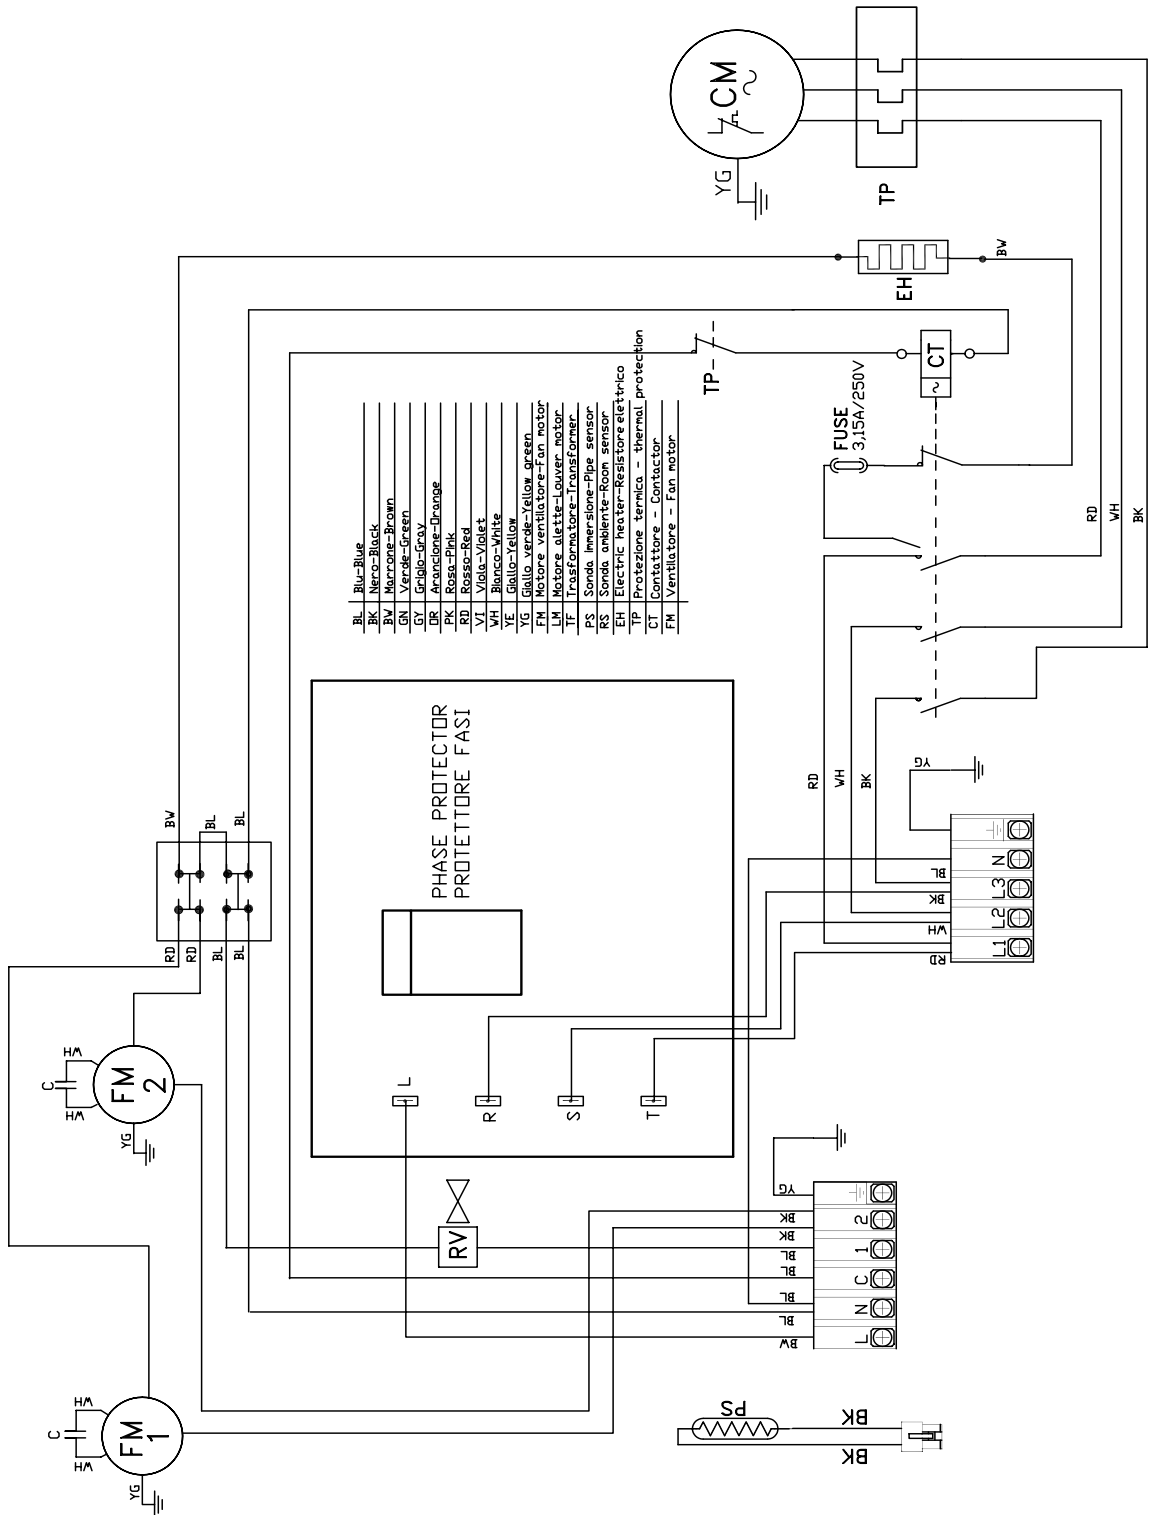 CM
YG
TP
BW
EH
TP
CT
~
FUSE
3,15A/250V
RD
WH
BK
BL Blu-Blue
BK Nero-Black
BW Marrone-Brown
GN Verde-Green
GY Grigio-Gray
OR Arancione-Orange
PK Rosa-Pink
RD Rosso-Red
VI Viola-Violet
WH Bianco-White
YE Giallo-Yellow
YG Giallo verde-Yellow green
FM Motore ventilatore-Fan motor
LM Motore alette-Louver motor
TF Trasformatore-Transformer
PS Sonda immersione-Pipe sensor
RS Sonda ambiente-Room sensor
EH Electric heater-Resistore elettrico
TP Protezione termica - thermal protection
CT Contattore - Contactor
FM Ventilatore - Fan motor
BW
BL
BL
RD
RD
BL
BL
PHASE PROTECTOR
PROTETTORE FASI
L
R
S
T
RD
WH
BK
YG
BL
BK
WH
RD
N
L3
L2
L1
WH
C
WH
FM
2
YG
RV
YG
BK
BK
BL
BL
BL
BL
BW
2
1
C
N
L
WH
C
WH
FM
1
YG
PS
BK
BK